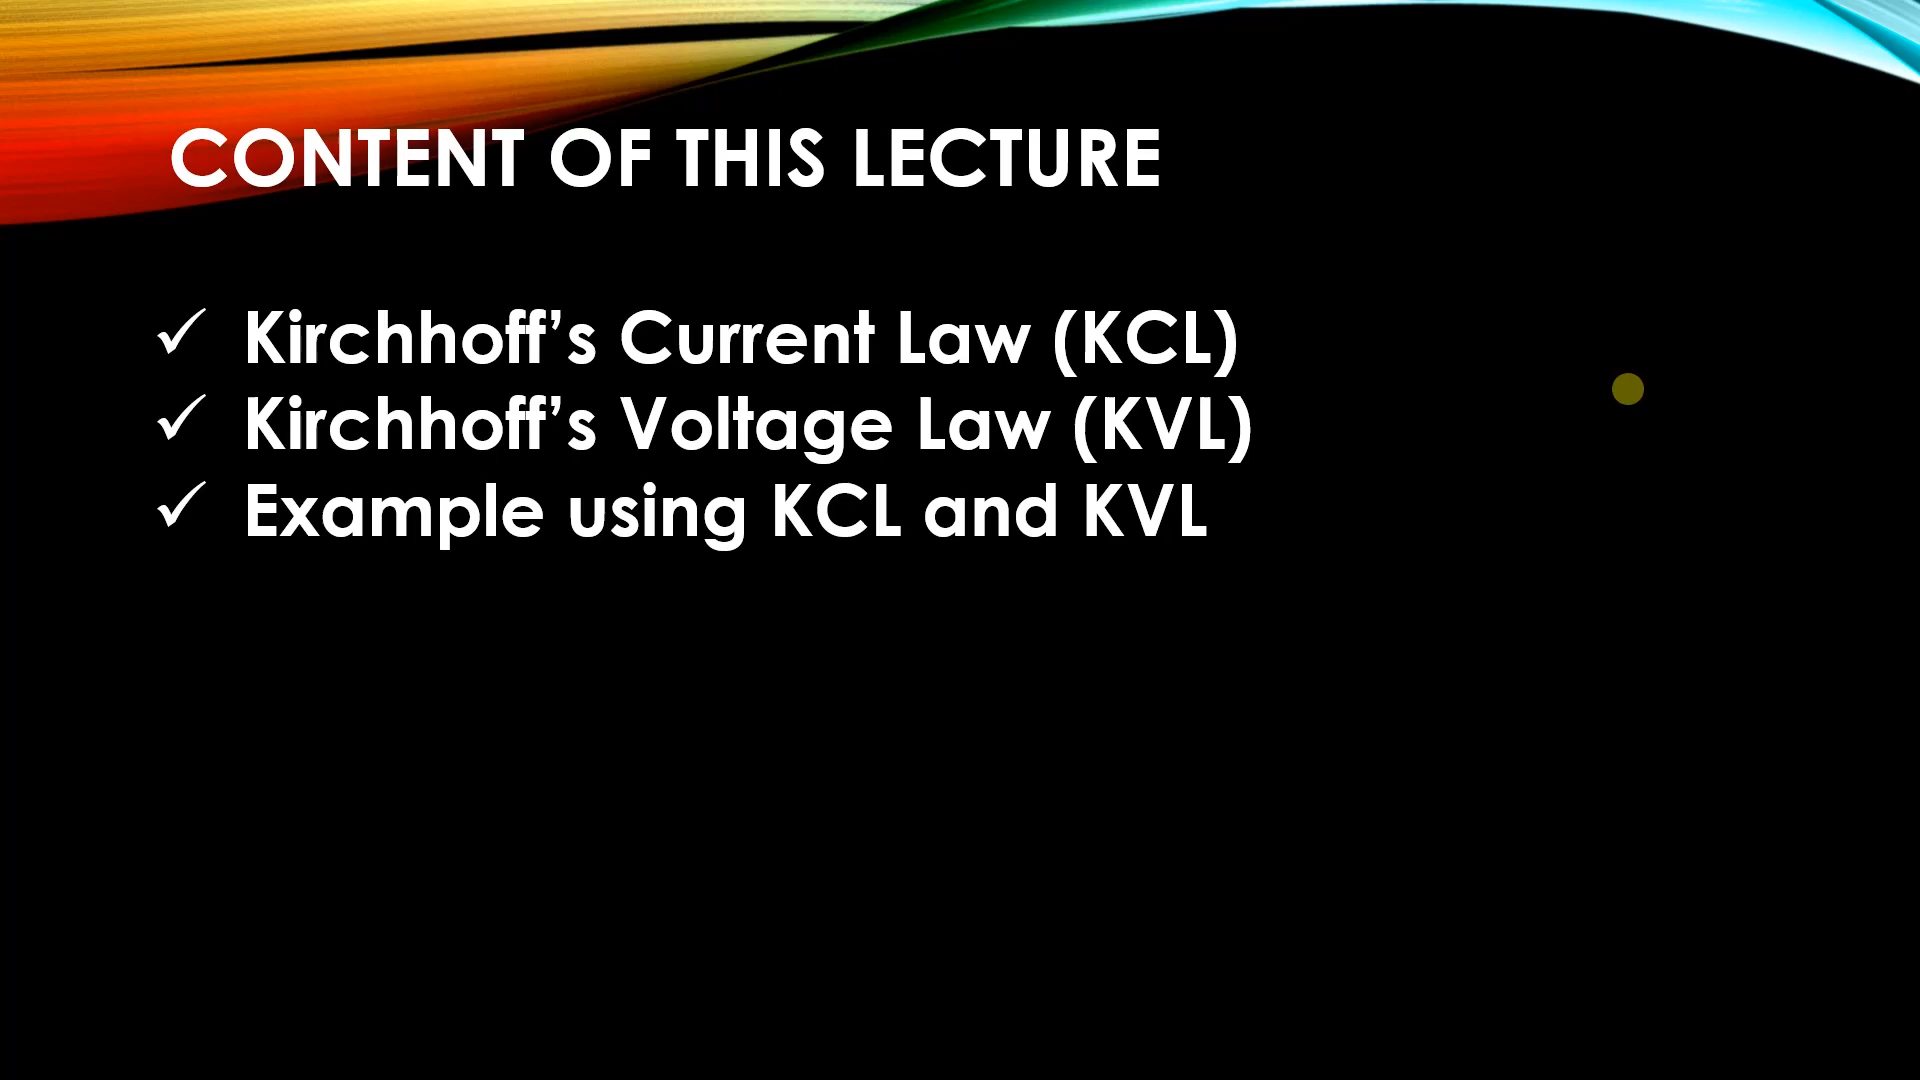 CONTENT OF THIS LECTURE
✓ Kirchhoff’s Current Law (KCL)
✓ Kirchhoff’s Voltage Law (KVL)
✓ Example using KCL and KVL